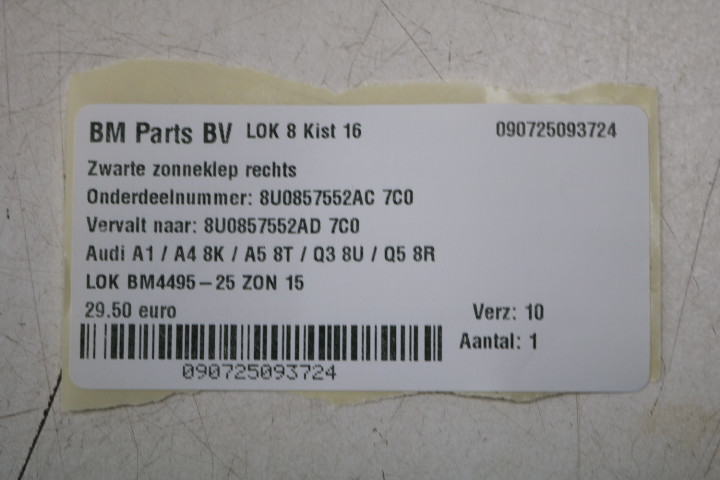 BM Parts BV LOK 8 Kist 16 090725093724
Zwarte zonneklep rechts
Onderdeelnummer: 8U0857552AC 7C0
Vervalt naar: 8U0857552AD 7C0
Audi A1 / A4 8K / A5 8T / Q3 8U / Q5 8R
LOK BM4495-25 ZON 15
29.50 euro Verz: 10
Aantal: 1
090725093724